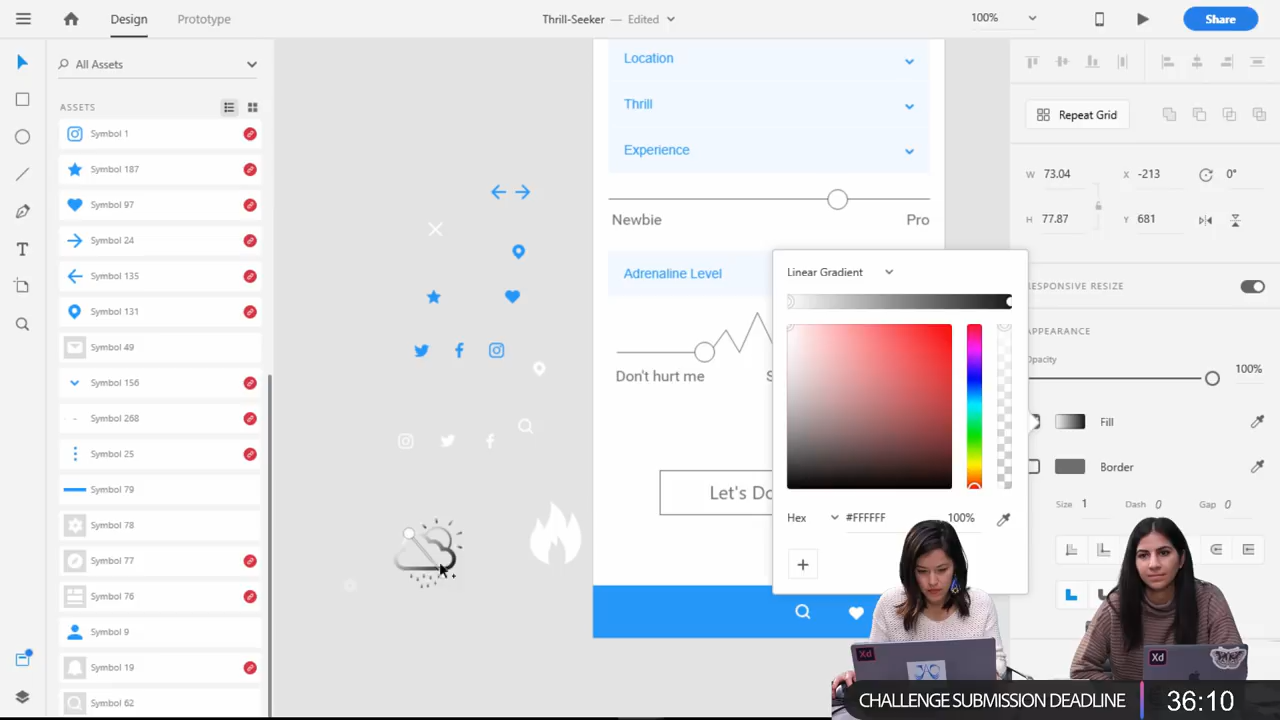 Design
Prototype
Thrill-Seeker — Edited
100%
Share
All Assets
ASSETS
Symbol 1
Symbol 187
Symbol 97
Symbol 24
Symbol 135
Symbol 131
Symbol 49
Symbol 156
Symbol 268
Symbol 25
Symbol 79
Symbol 78
Symbol 77
Symbol 76
Symbol 9
Symbol 19
Symbol 62
Location
Thrill
Experience
Newbie
Pro
Adrenaline Level
Don't hurt me
S
Let's Do
Linear Gradient
Hex
#FFFFFF
100%
Repeat Grid
W 73.04
X -213
0°
H 77.87
Y 681
RESPONSIVE RESIZE
APPEARANCE
Opacity
100%
Fill
Border
Size 1
Dash 0
Gap 0
Xd
Xd
CHALLENGE SUBMISSION DEADLINE
36:10